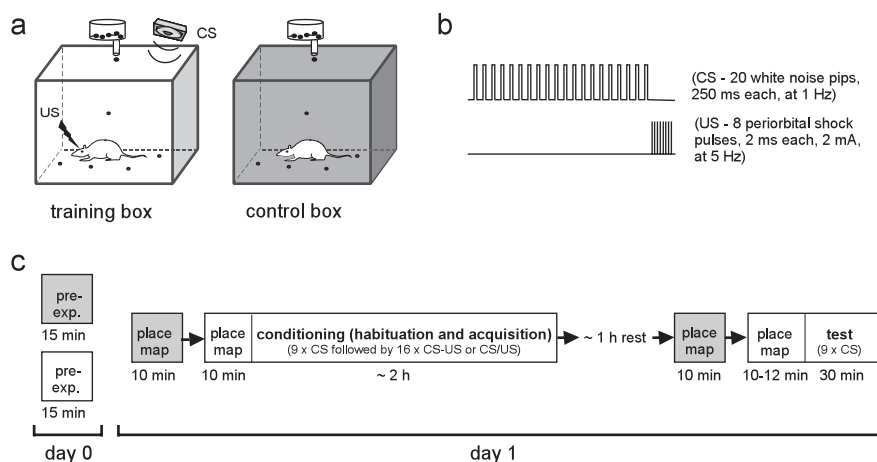 a
CS
US
training box
control box
b
(CS - 20 white noise pips,
250 ms each, at 1 Hz)
(US - 8 periorbital shock
pulses, 2 ms each, 2 mA,
at 5 Hz)
c
pre-
exp.
15 min
pre-
exp.
15 min
day 0
place
map
10 min
place
map
10 min
conditioning (habituation and acquisition)
(9 x CS followed by 16 x CS-US or CS/US)
~ 2 h
~ 1 h rest
place
map
10 min
place
map
10-12 min
test
(9 x CS)
30 min
day 1